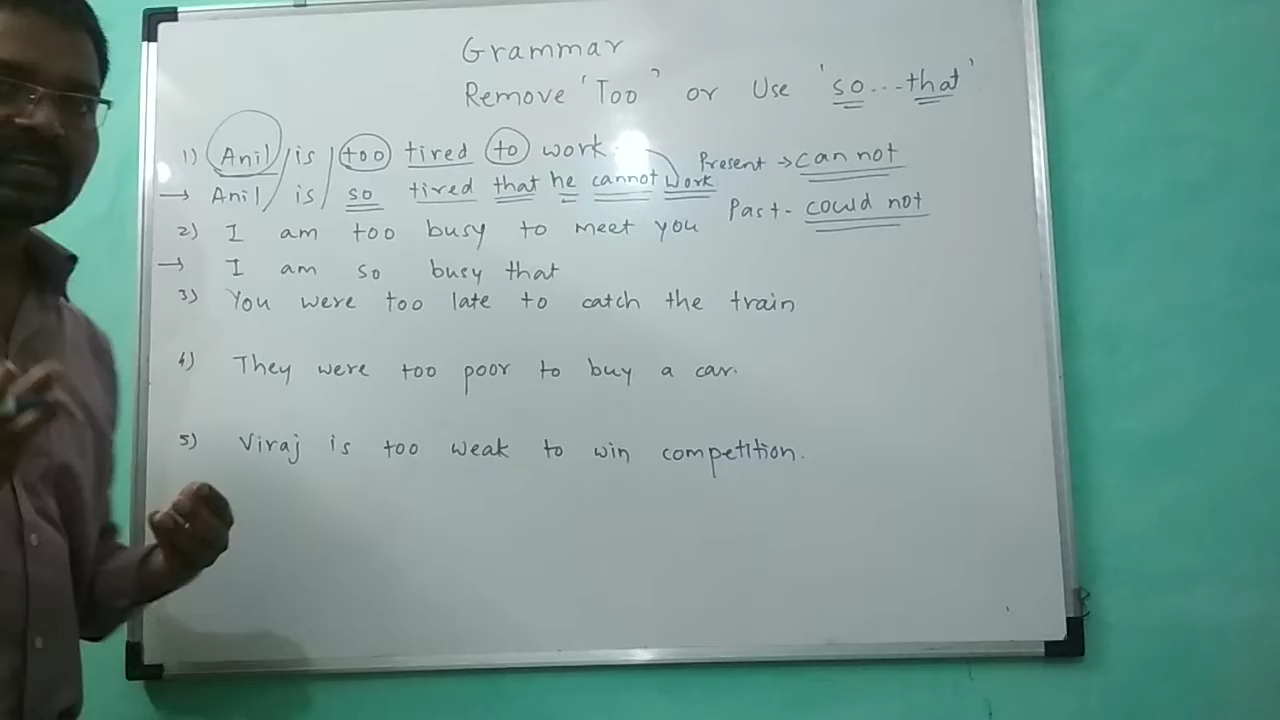 Grammar
Remove 'Too' or Use 'so...that'
1) Anil / is / too tired to work.
Present → cannot
→ Anil / is / so tired that he cannot work
Past - could not
2) I am too busy to meet you
→ I am so busy that
3) You were too late to catch the train
4) They were too poor to buy a car.
5) Viraj is too weak to win competition.